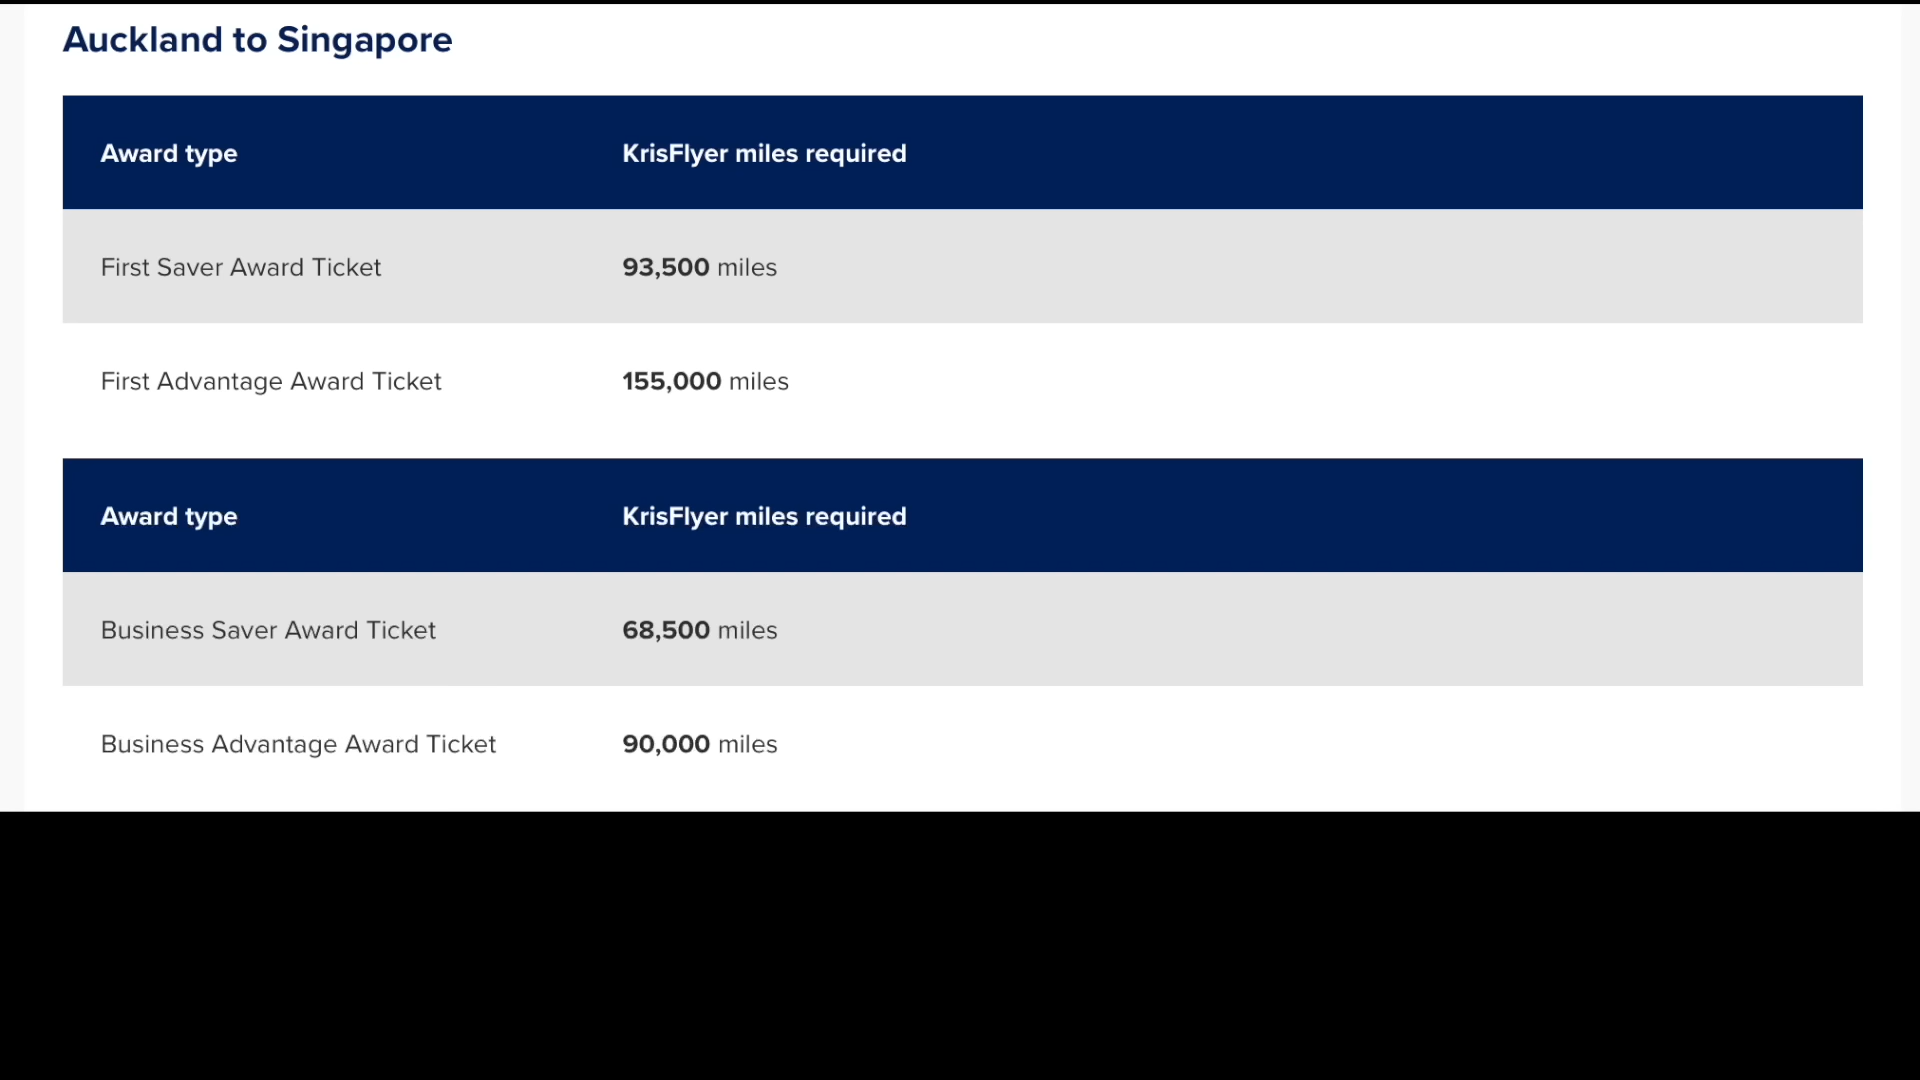 Auckland to Singapore
Award type KrisFlyer miles required
First Saver Award Ticket 93,500 miles
First Advantage Award Ticket 155,000 miles
Award type KrisFlyer miles required
Business Saver Award Ticket 68,500 miles
Business Advantage Award Ticket 90,000 miles